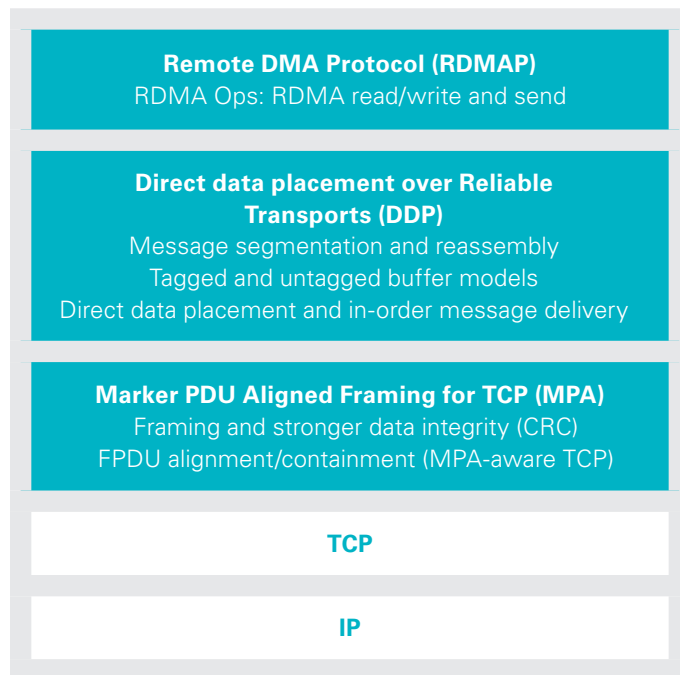 Remote DMA Protocol (RDMAP)
RDMA Ops: RDMA read/write and send
Direct data placement over Reliable
Transports (DDP)
Message segmentation and reassembly
Tagged and untagged buffer models
Direct data placement and in-order message delivery
Marker PDU Aligned Framing for TCP (MPA)
Framing and stronger data integrity (CRC)
FPDU alignment/containment (MPA-aware TCP)
TCP
IP